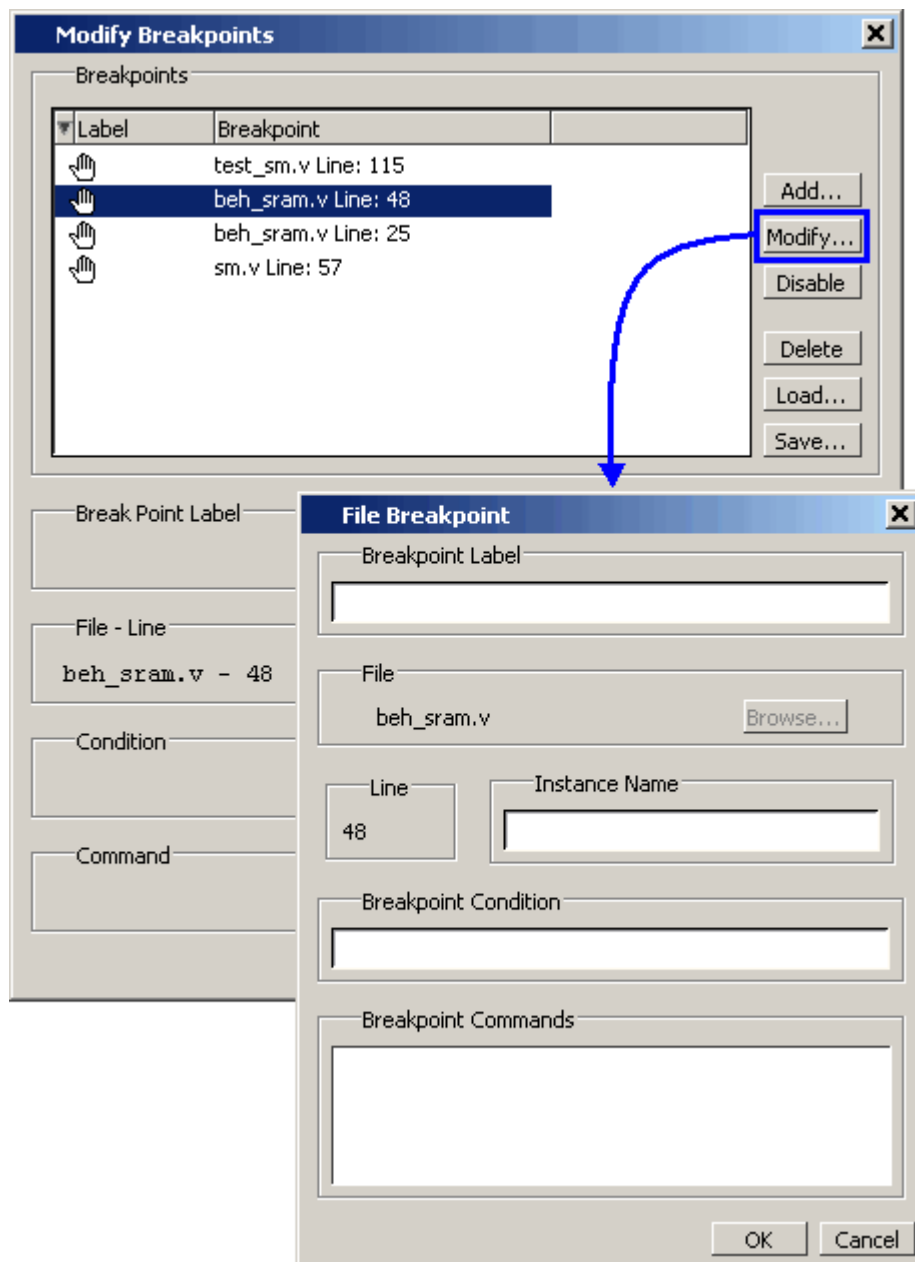 Modify Breakpoints
Breakpoints
Label Breakpoint
test_sm.v Line: 115
beh_sram.v Line: 48
beh_sram.v Line: 25
sm.v Line: 57
Add...
Modify...
Disable
Delete
Load...
Save...
Break Point Label
File - Line
beh_sram.v - 48
Condition
Command
File Breakpoint
Breakpoint Label
File
beh_sram.v Browse...
Line Instance Name
48
Breakpoint Condition
Breakpoint Commands
OK Cancel